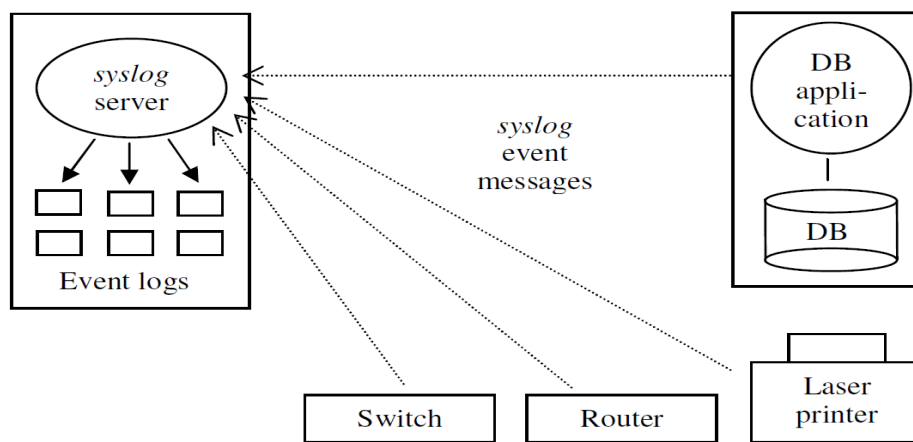 syslog
server
Event logs
syslog
event
messages
DB
appli-
cation
DB
Switch
Router
Laser
printer